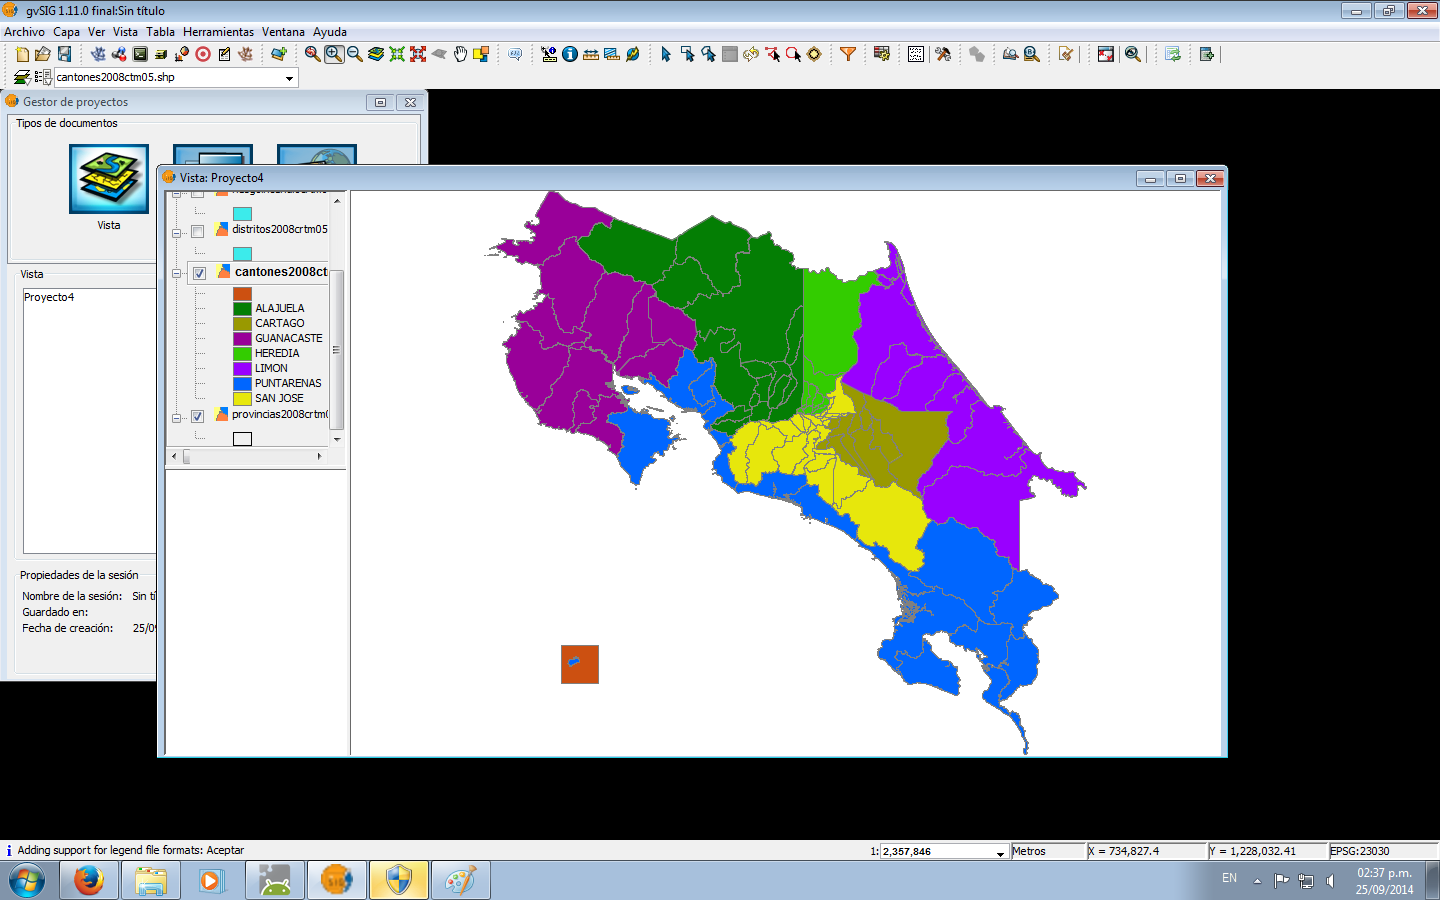 gvSIG 1.11.0 final:Sin título
Archivo Capa Ver Vista Tabla Herramientas Ventana Ayuda
cantones2008ctm05.shp
Gestor de proyectos
Tipos de documentos
Vista
Vista
Proyecto4
Propiedades de la sesión
Nombre de la sesión: Sin tí
Guardado en:
Fecha de creación: 25/09
Vista: Proyecto4
distritos2008crtm05
cantones2008ct
ALAJUELA
CARTAGO
GUANACASTE
HEREDIA
LIMON
PUNTARENAS
SAN JOSE
provincias2008crtm0
Adding support for legend file formats: Aceptar
1: 2,357,846
Metros
X = 734,827.4
Y = 1,228,032.41
EPSG:23030
EN
02:37 p.m.
25/09/2014